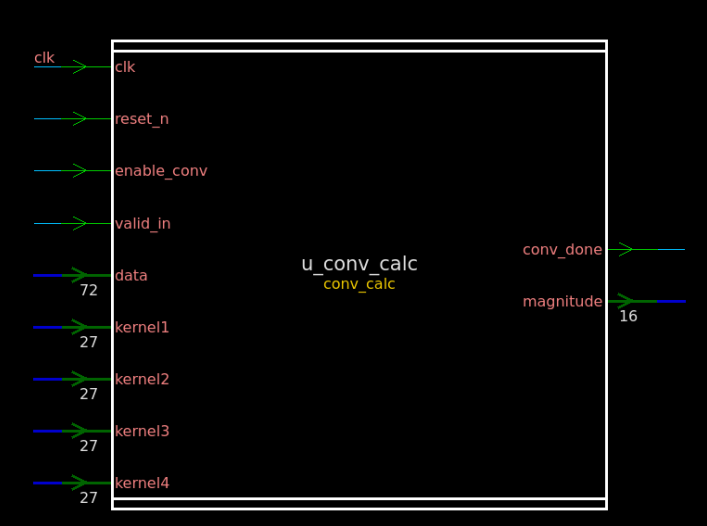 clk
clk
reset_n
enable_conv
valid_in
data
72
kernel1
27
kernel2
27
kernel3
27
kernel4
27
u_conv_calc
conv_calc
conv_done
magnitude
16